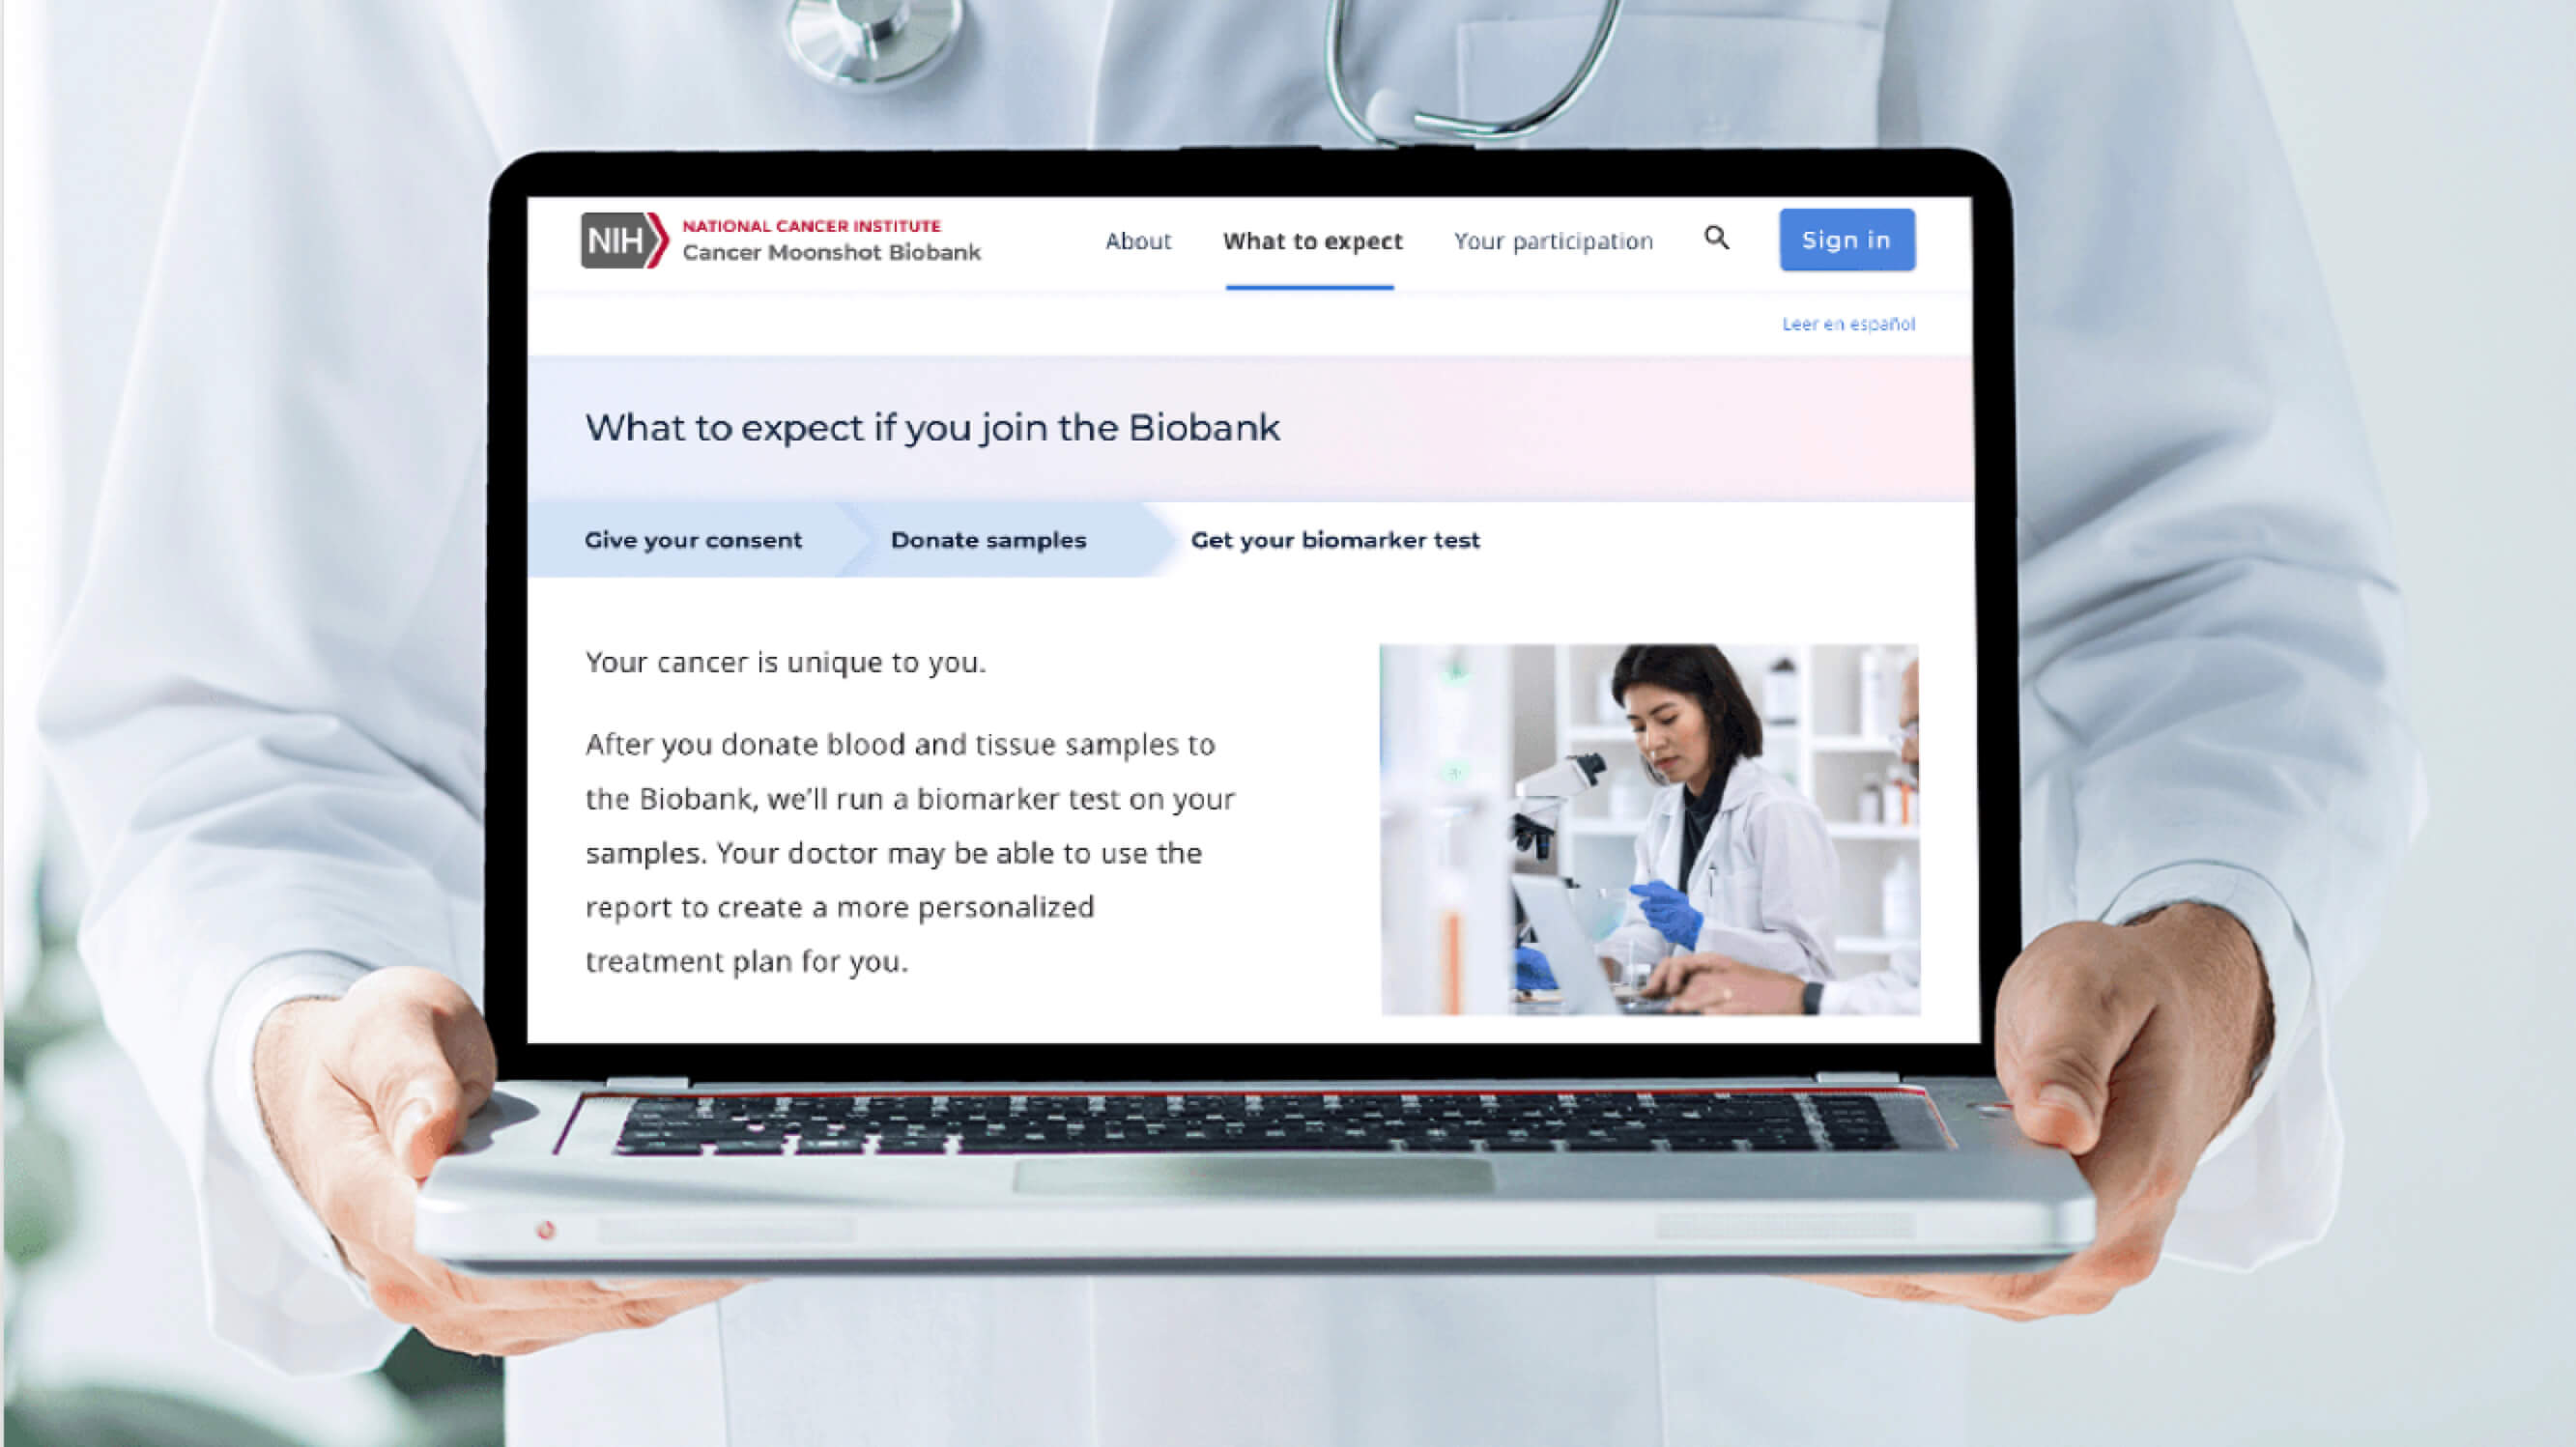 NIH
NATIONAL CANCER INSTITUTE
Cancer Moonshot Biobank
About
What to expect
Your participation
Sign in
Leer en español
What to expect if you join the Biobank
Give your consent
Donate samples
Get your biomarker test
Your cancer is unique to you.
After you donate blood and tissue samples to
the Biobank, we'll run a biomarker test on your
samples. Your doctor may be able to use the
report to create a more personalized
treatment plan for you.